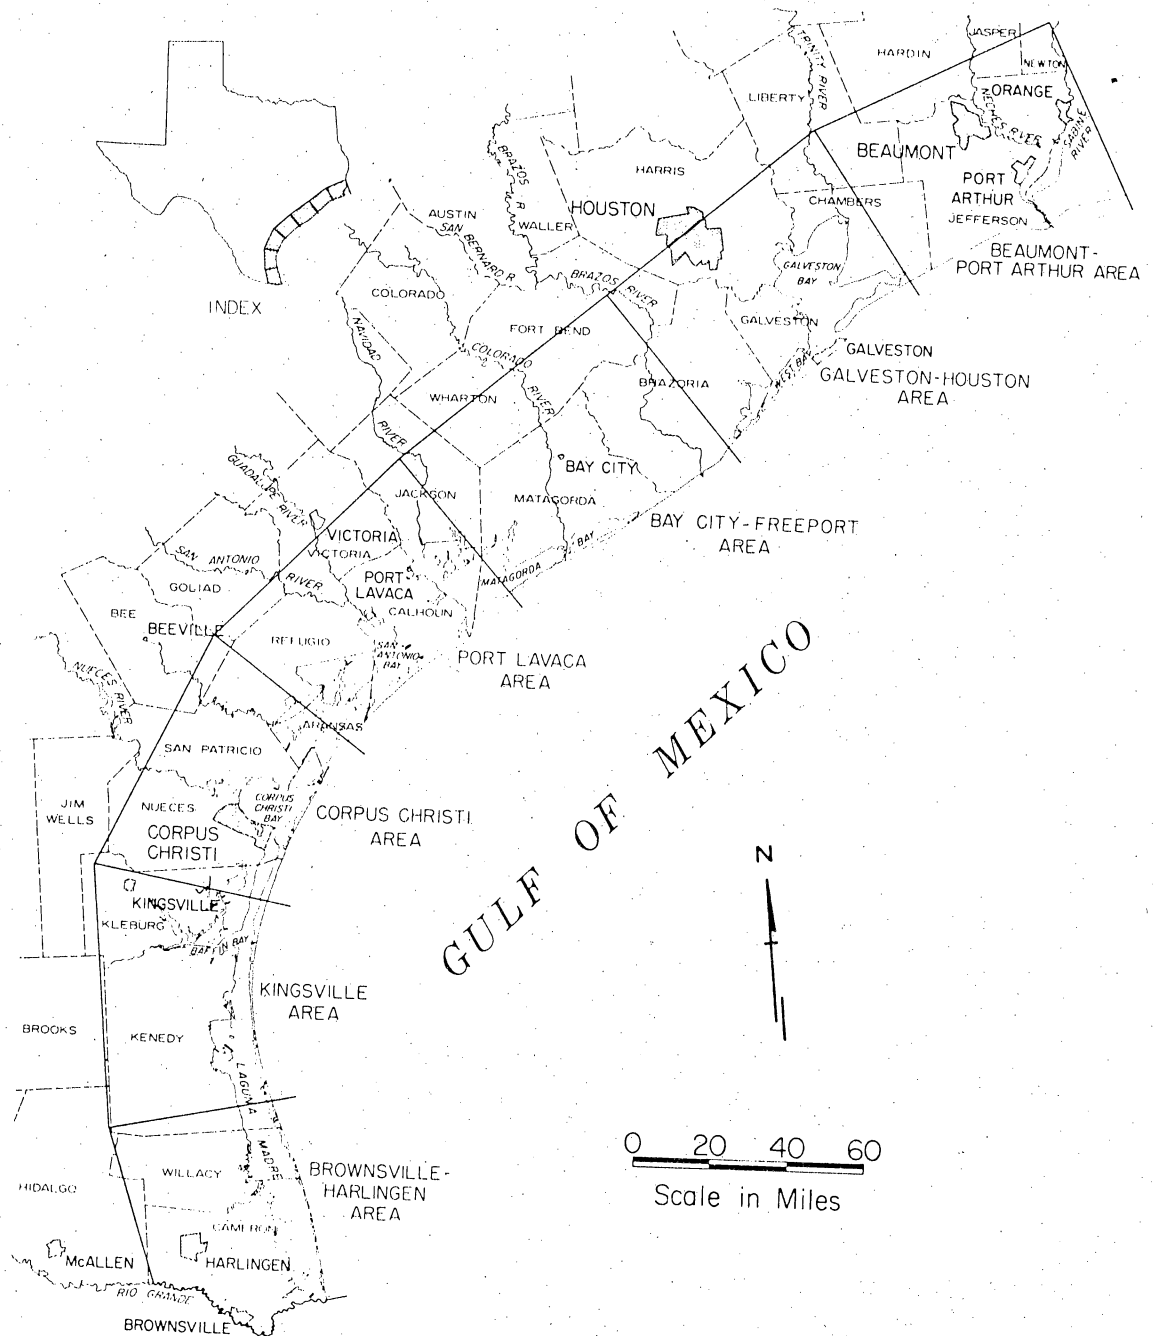 JASPER
HARDIN
NEWTON
TRINITY RIVER
LIBERTY
ORANGE
NECHES RIVER
SABINE
RIVER
BEAUMONT
BRAZOS R.
HARRIS
PORT
ARTHUR
CHAMBERS
JEFFERSON
HOUSTON
AUSTIN
SAN BERNARD R.
WALLER
BEAUMONT-
PORT ARTHUR AREA
GALVESTON
BAY
BRAZOS RIVER
COLORADO
INDEX
NAVIDAD
RIVER
FORT BEND
GALVESTON
COLORADO
RIVER
WEST BAY
GALVESTON
GALVESTON-HOUSTON
AREA
BRAZORIA
WHARTON
GUADALUPE RIVER
BAY CITY
JACKSON
MATAGORDA
BAY CITY-FREEPORT
AREA
VICTORIA
VICTORIA
SAN ANTONIO
RIVER
MATAGORDA
BAY
PORT
LAVACA
GOLIAD
BEE
CALHOUN
BEEVILLE
REFUGIO
SAN
ANTONIO
BAY
PORT LAVACA
AREA
NUECES
RIVER
ARANSAS
SAN PATRICIO
GULF OF MEXICO
JIM
WELLS
NUECES
CORPUS
CHRISTI
BAY
CORPUS CHRISTI
AREA
CORPUS
CHRISTI
N
KINGSVILLE
KLEBURG
BAFFIN BAY
KINGSVILLE
AREA
BROOKS
KENEDY
LAGUMA
MADRE
0 20 40 60
Scale in Miles
WILLACY
BROWNSVILLE-
HARLINGEN
AREA
HIDALGO
CAMERON
McALLEN
HARLINGEN
RIO GRANDE
BROWNSVILLE